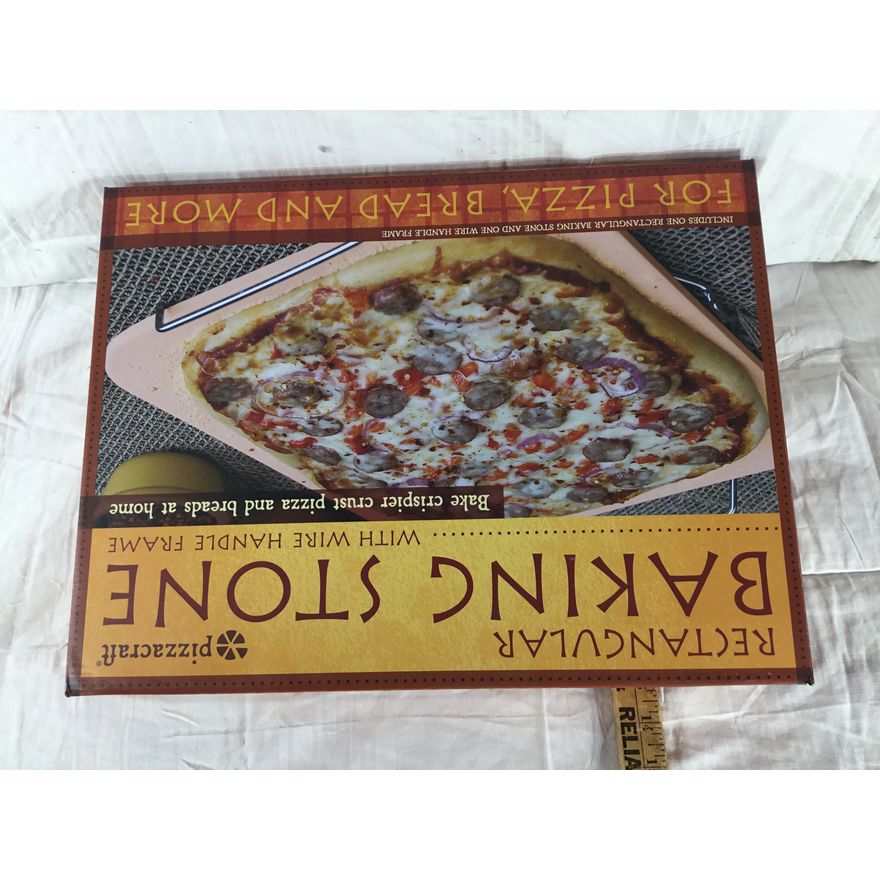 pizzacraft®
RECTANGULAR
BAKING STONE
WITH WIRE HANDLE FRAME
Bake crispier crust pizza and breads at home
INCLUDES ONE RECTANGULAR BAKING STONE AND ONE WIRE HANDLE FRAME
FOR PIZZA, BREAD AND MORE
RELIA
14